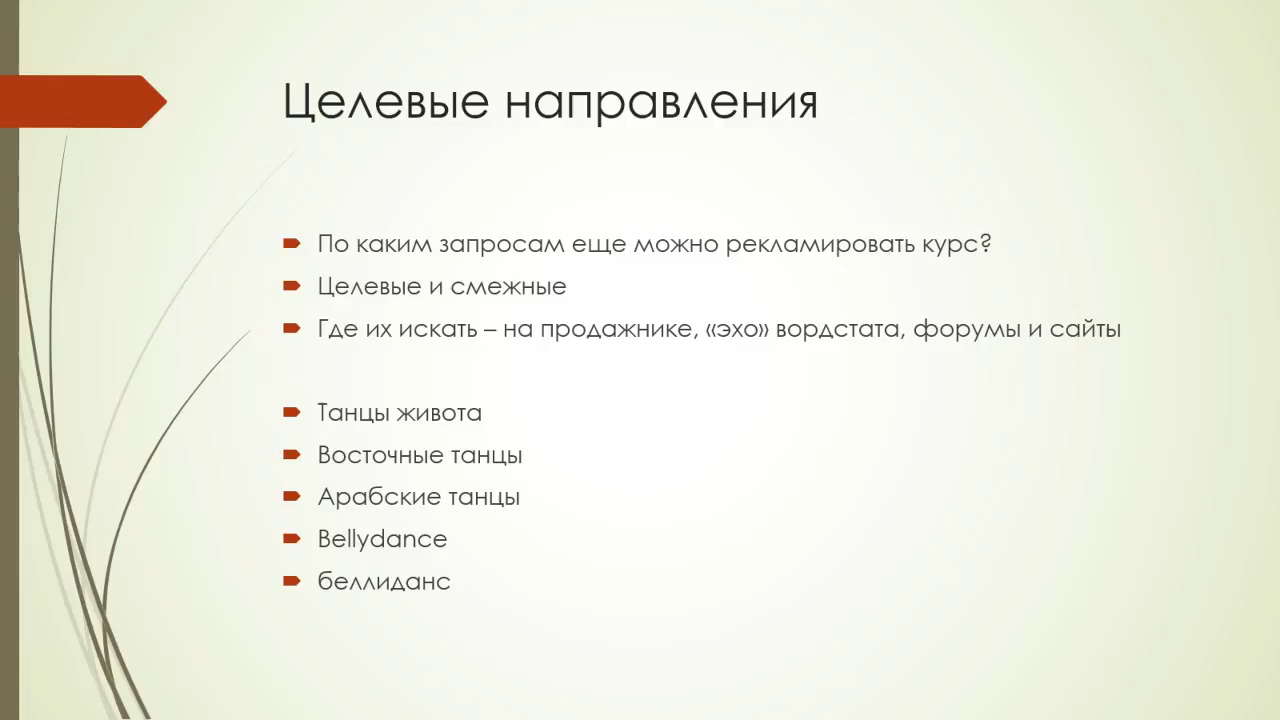 Целевые направления
По каким запросам еще можно рекламировать курс?
Целевые и смежные
Где их искать – на продажнике, «эхо» вордстата, форумы и сайты
Танцы живота
Восточные танцы
Арабские танцы
Bellydance
беллиданс